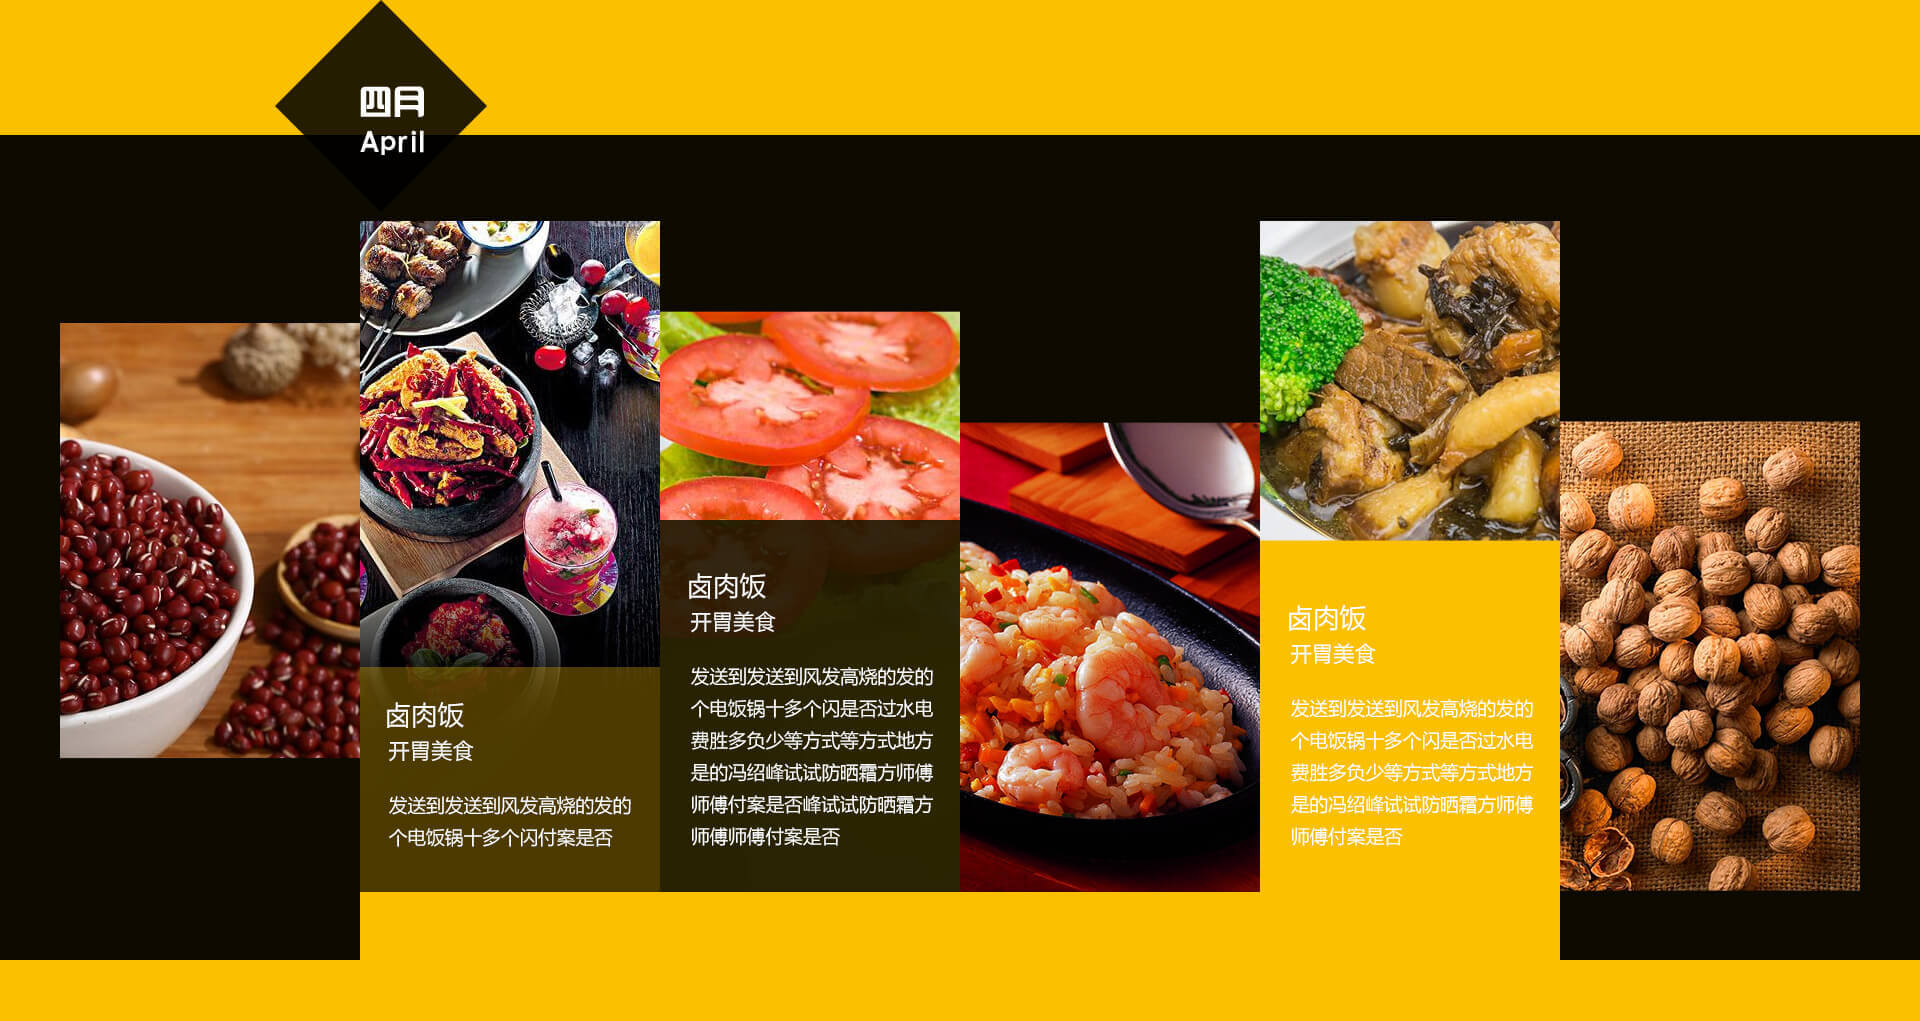 四月
April
卤肉饭
开胃美食
发送到发送到风发高烧的发的
个电饭锅十多个闪付案是否
卤肉饭
开胃美食
发送到发送到风发高烧的发的
个电饭锅十多个闪是否过水电
费胜多负少等方式等方式地方
是的冯绍峰试试防晒霜方师傅
师傅付案是否峰试试防晒霜方
师傅师傅付案是否
卤肉饭
开胃美食
发送到发送到风发高烧的发的
个电饭锅十多个闪是否过水电
费胜多负少等方式等方式地方
是的冯绍峰试试防晒霜方师傅
师傅付案是否